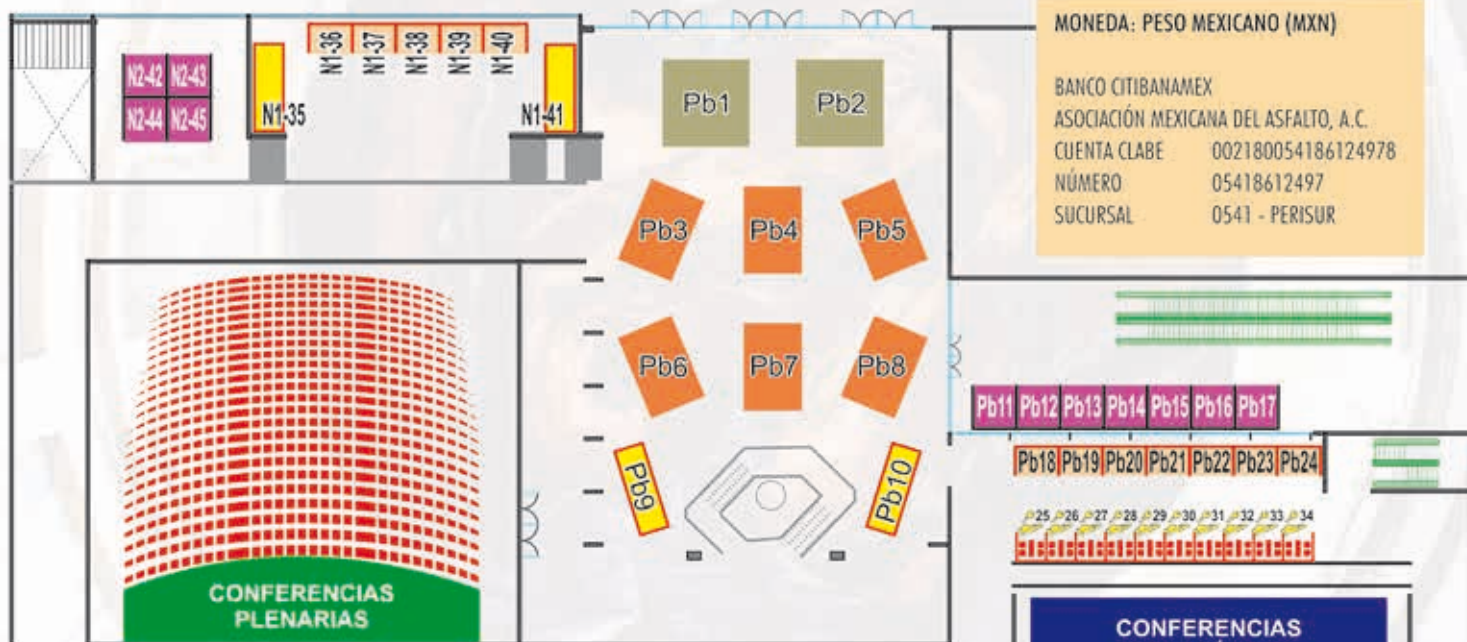 MONEDA: PESO MEXICANO (MXN)
BANCO CITIBANAMEX
ASOCIACIÓN MEXICANA DEL ASFALTO, A.C.
CUENTA CLABE 002180054186124978
NÚMERO 05418612497
SUCURSAL 0541 - PERISUR
N2-42 N2-43
N2-44 N2-45
N1-35
N1-36
N1-37
N1-38
N1-39
N1-40
N1-41
Pb1 Pb2
Pb3 Pb4 Pb5
Pb6 Pb7 Pb8
Pb9 Pb10
Pb11 Pb12 Pb13 Pb14 Pb15 Pb16 Pb17
Pb18 Pb19 Pb20 Pb21 Pb22 Pb23 Pb24
25 26 27 28 29 30 31 32 33 34
CONFERENCIAS
PLENARIAS
CONFERENCIAS